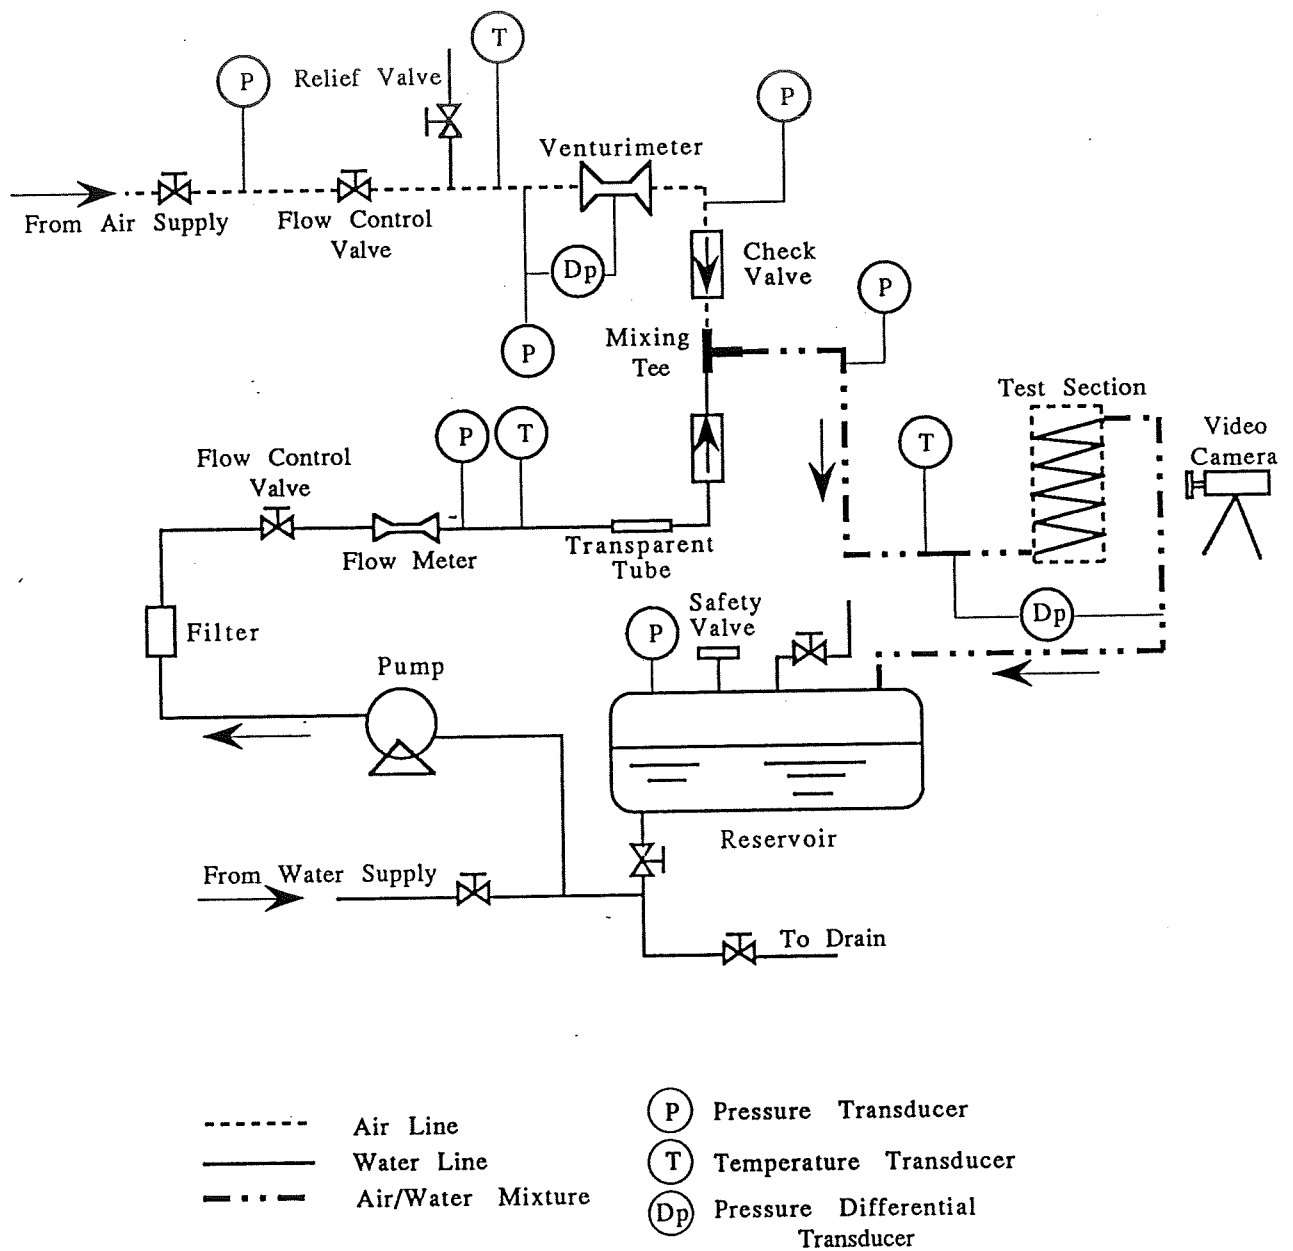 T
P
Relief Valve
P
Venturimeter
From Air Supply
Flow Control
Valve
Check
Valve
Dp
P
Mixing
Tee
P
Test Section
P
T
T
Video
Camera
Flow Control
Valve
Flow Meter
Transparent
Tube
Safety
Valve
P
Dp
Filter
Pump
Reservoir
From Water Supply
To Drain
Air Line
Water Line
Air/Water Mixture
P Pressure Transducer
T Temperature Transducer
Dp Pressure Differential
Transducer